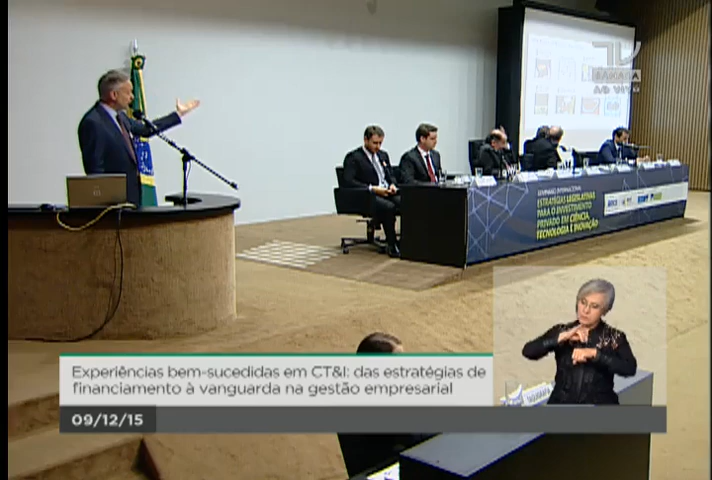 TV
CÂMARA
AO VIVO
SEMINÁRIO INTERNACIONAL
ESTRATÉGIAS LEGISLATIVAS
PARA O INVESTIMENTO
PRIVADO EM CIÊNCIA,
TECNOLOGIA E INOVAÇÃO
Experiências bem-sucedidas em CT&I: das estratégias de
financiamento à vanguarda na gestão empresarial
TAQUIGRAFIA
09/12/15